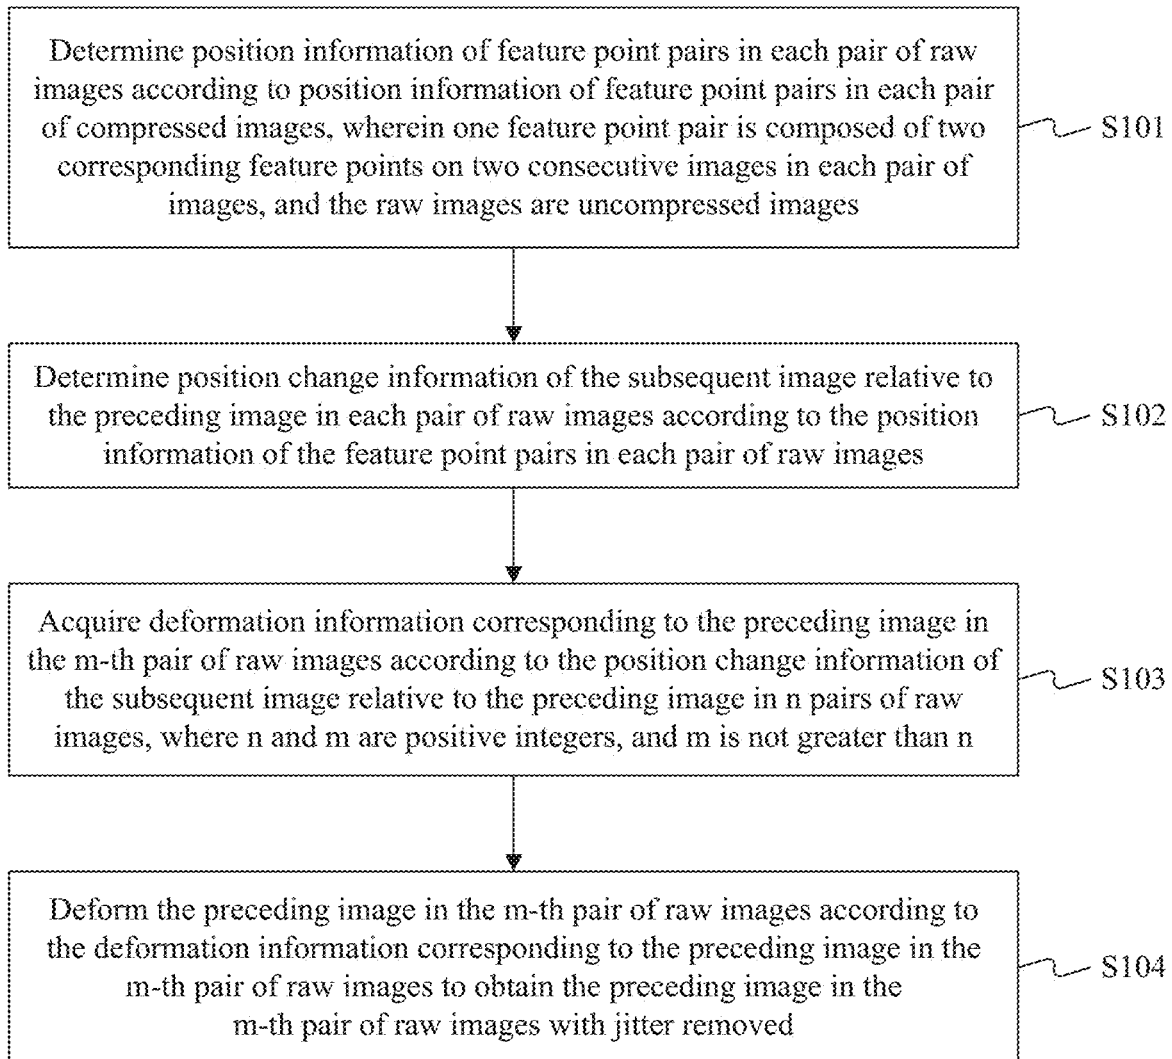 Determine position information of feature point pairs in each pair of raw
images according to position information of feature point pairs in each pair
of compressed images, wherein one feature point pair is composed of two
corresponding feature points on two consecutive images in each pair of
images, and the raw images are uncompressed images
S101
Determine position change information of the subsequent image relative to
the preceding image in each pair of raw images according to the position
information of the feature point pairs in each pair of raw images
S102
Acquire deformation information corresponding to the preceding image in
the m-th pair of raw images according to the position change information of
the subsequent image relative to the preceding image in n pairs of raw
images, where n and m are positive integers, and m is not greater than n
S103
Deform the preceding image in the m-th pair of raw images according to
the deformation information corresponding to the preceding image in the
m-th pair of raw images to obtain the preceding image in the
m-th pair of raw images with jitter removed
S104